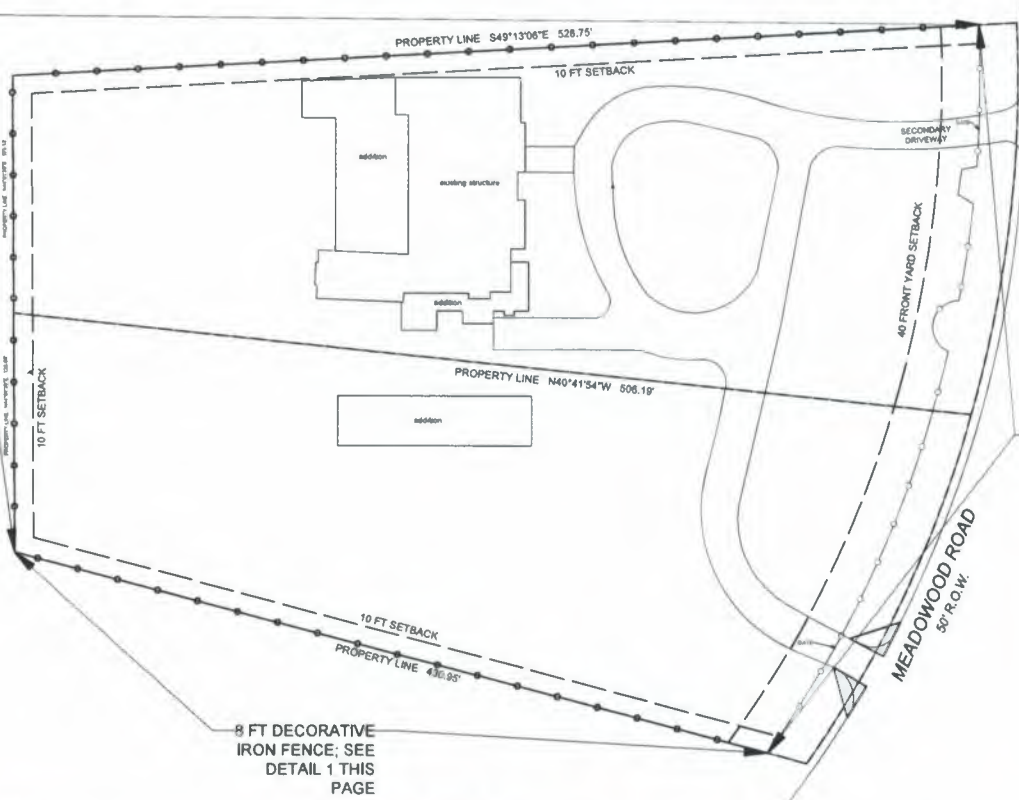 PROPERTY LINE S49°13'06"E 528.75'
10 FT SETBACK
SECONDARY
DRIVEWAY
addition
existing structure
40 FRONT YARD SETBACK
addition
PROPERTY LINE N40°41'54"W 506.19'
10 FT SETBACK
addition
MEADOWOOD ROAD
50' R.O.W.
10 FT SETBACK
PROPERTY LINE 430.95'
8 FT DECORATIVE
IRON FENCE; SEE
DETAIL 1 THIS
PAGE